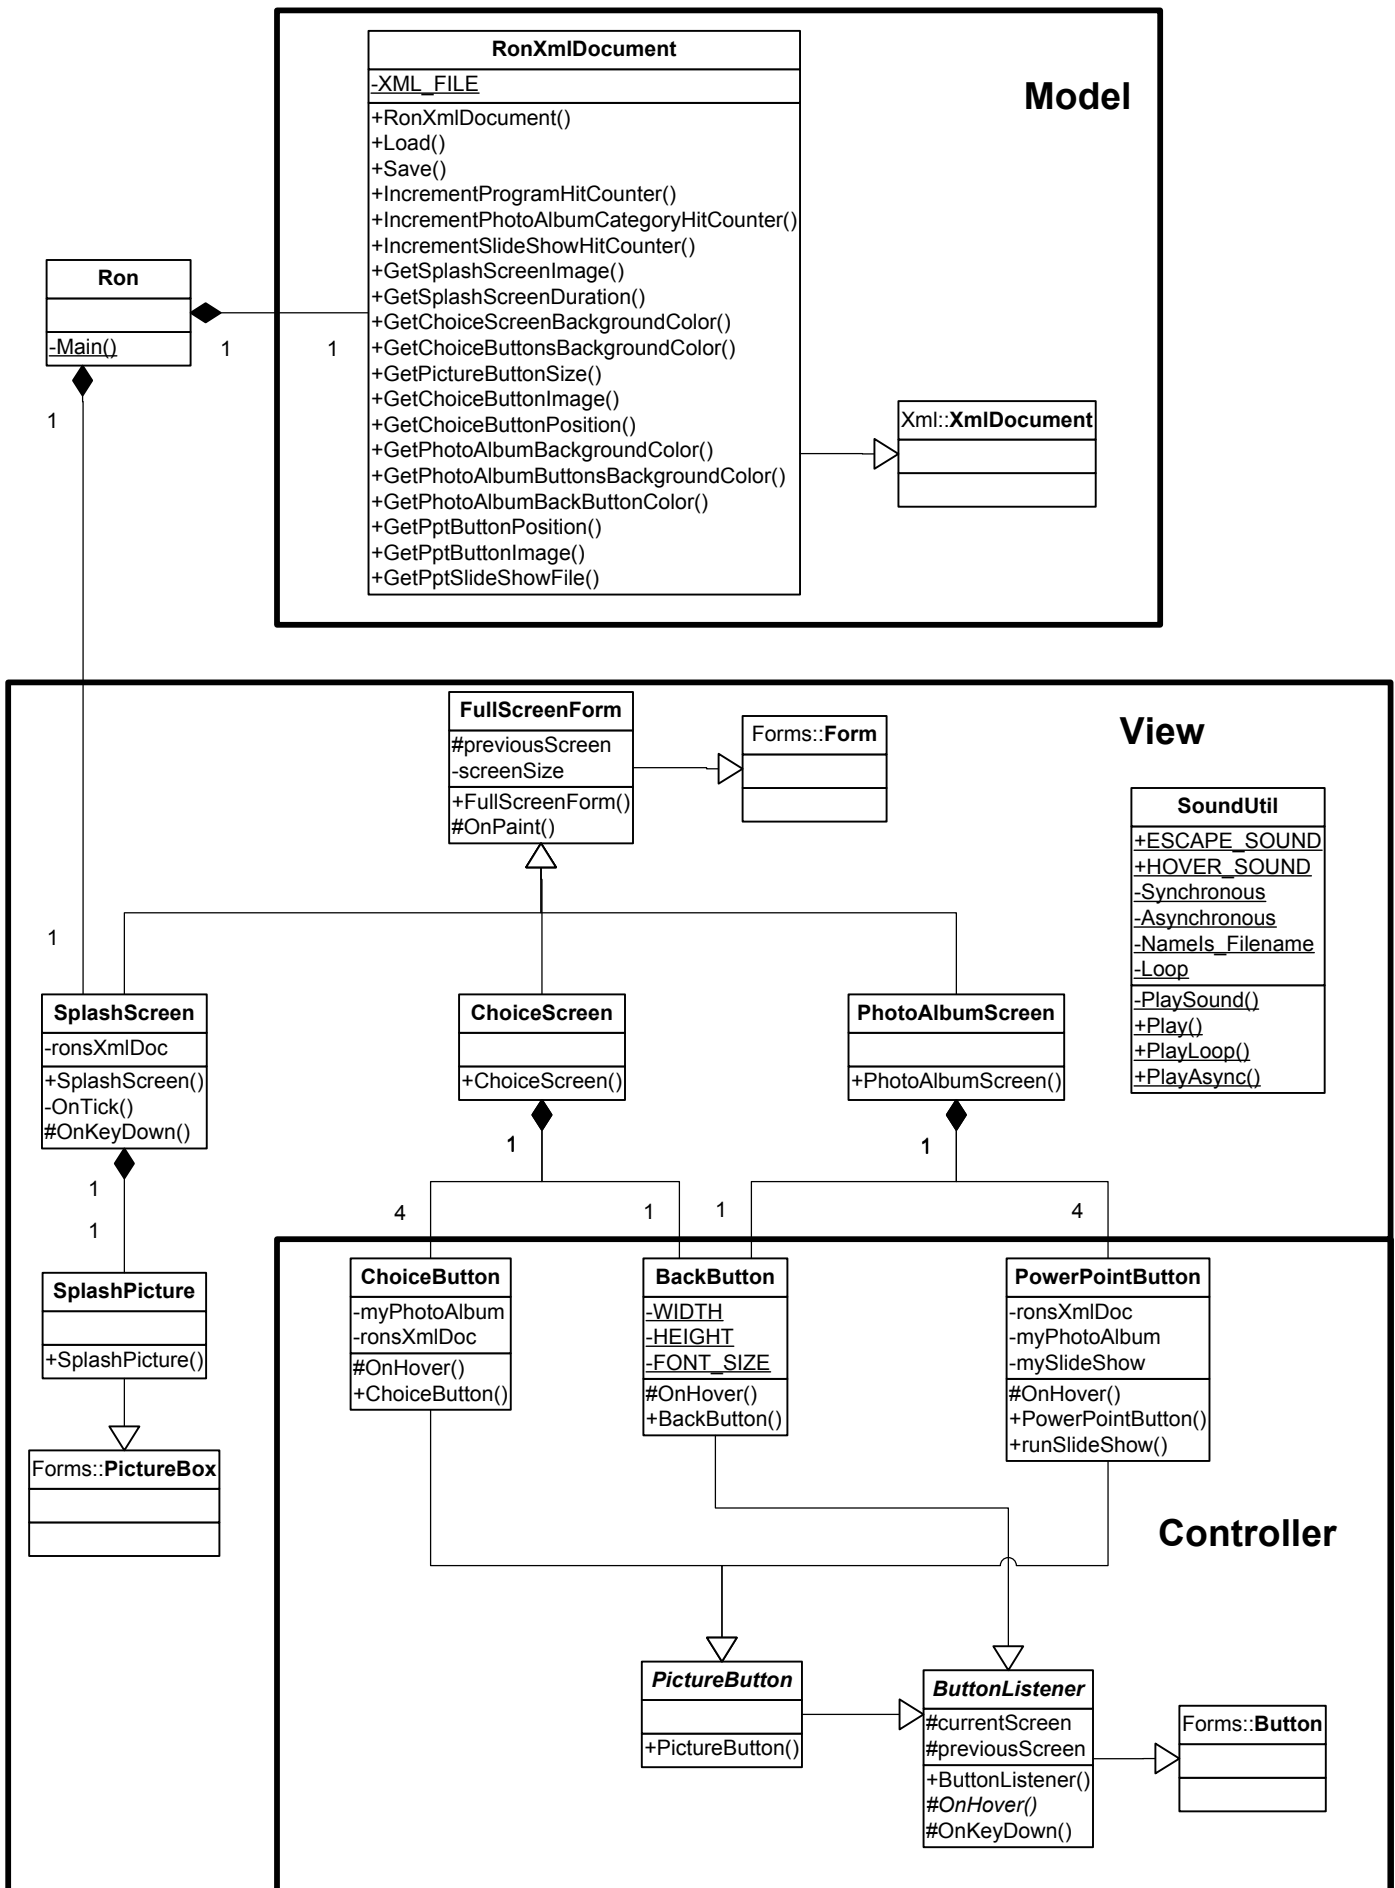 Model
RonXmlDocument
-XML_FILE
+RonXmlDocument()
+Load()
+Save()
+IncrementProgramHitCounter()
+IncrementPhotoAlbumCategoryHitCounter()
+IncrementSlideShowHitCounter()
+GetSplashScreenImage()
+GetSplashScreenDuration()
+GetChoiceScreenBackgroundColor()
+GetChoiceButtonsBackgroundColor()
+GetPictureButtonSize()
+GetChoiceButtonImage()
+GetChoiceButtonPosition()
+GetPhotoAlbumBackgroundColor()
+GetPhotoAlbumButtonsBackgroundColor()
+GetPhotoAlbumBackButtonColor()
+GetPptButtonPosition()
+GetPptButtonImage()
+GetPptSlideShowFile()
Ron
-Main()
1
1
1
Xml::XmlDocument
View
FullScreenForm
#previousScreen
-screenSize
+FullScreenForm()
#OnPaint()
Forms::Form
SoundUtil
+ESCAPE_SOUND
+HOVER_SOUND
-Synchronous
-Asynchronous
-NameIs_Filename
-Loop
-PlaySound()
+Play()
+PlayLoop()
+PlayAsync()
1
SplashScreen
-ronsXmlDoc
+SplashScreen()
-OnTick()
#OnKeyDown()
ChoiceScreen
+ChoiceScreen()
PhotoAlbumScreen
+PhotoAlbumScreen()
1
1
1
1
4
1
1
4
SplashPicture
+SplashPicture()
Forms::PictureBox
ChoiceButton
-myPhotoAlbum
-ronsXmlDoc
#OnHover()
+ChoiceButton()
BackButton
-WIDTH
-HEIGHT
-FONT_SIZE
#OnHover()
+BackButton()
PowerPointButton
-ronsXmlDoc
-myPhotoAlbum
-mySlideShow
#OnHover()
+PowerPointButton()
+runSlideShow()
Controller
PictureButton
+PictureButton()
ButtonListener
#currentScreen
#previousScreen
+ButtonListener()
#OnHover()
#OnKeyDown()
Forms::Button